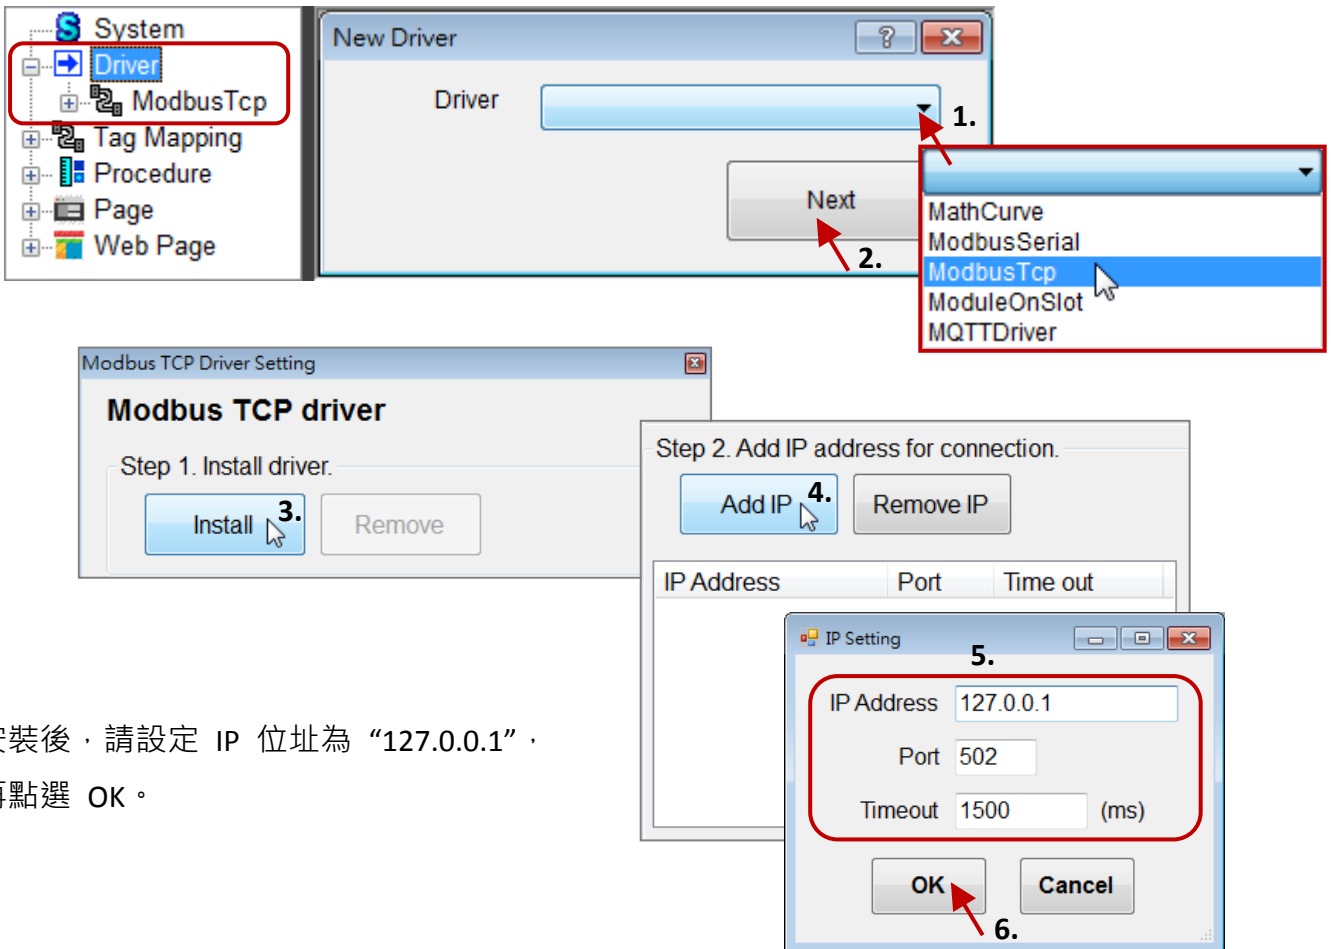 System
Driver
ModbusTcp
Tag Mapping
Procedure
Page
Web Page
New Driver
?
Driver
1.
Next
2.
MathCurve
ModbusSerial
ModbusTcp
ModuleOnSlot
MQTTDriver
Modbus TCP Driver Setting
Modbus TCP driver
Step 1. Install driver.
Install
3.
Remove
Step 2. Add IP address for connection.
Add IP
4.
Remove IP
IP Address Port Time out
IP Setting
5.
IP Address 127.0.0.1
Port 502
Timeout 1500 (ms)
OK
Cancel
6.
裝後，請設定 IP 位址為 “127.0.0.1”，
點選 OK。